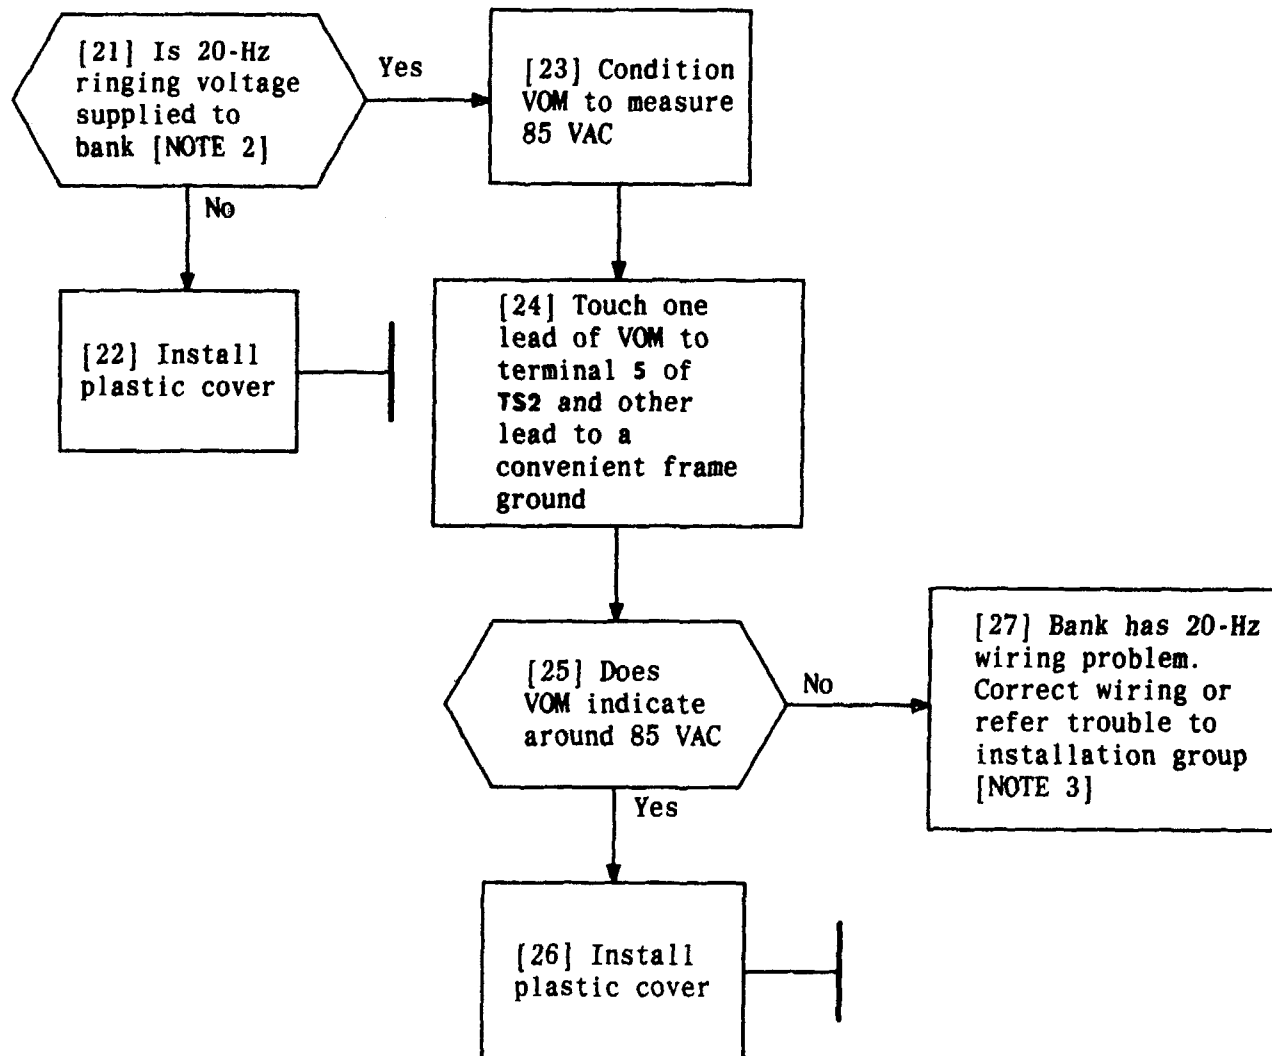 [21] Is 20-Hz
ringing voltage
supplied to
bank [NOTE 2]
Yes
[23] Condition
VOM to measure
85 VAC
No
[22] Install
plastic cover
[24] Touch one
lead of VOM to
terminal 5 of
TS2 and other
lead to a
convenient frame
ground
[25] Does
VOM indicate
around 85 VAC
No
[27] Bank has 20-Hz
wiring problem.
Correct wiring or
refer trouble to
installation group
[NOTE 3]
Yes
[26] Install
plastic cover